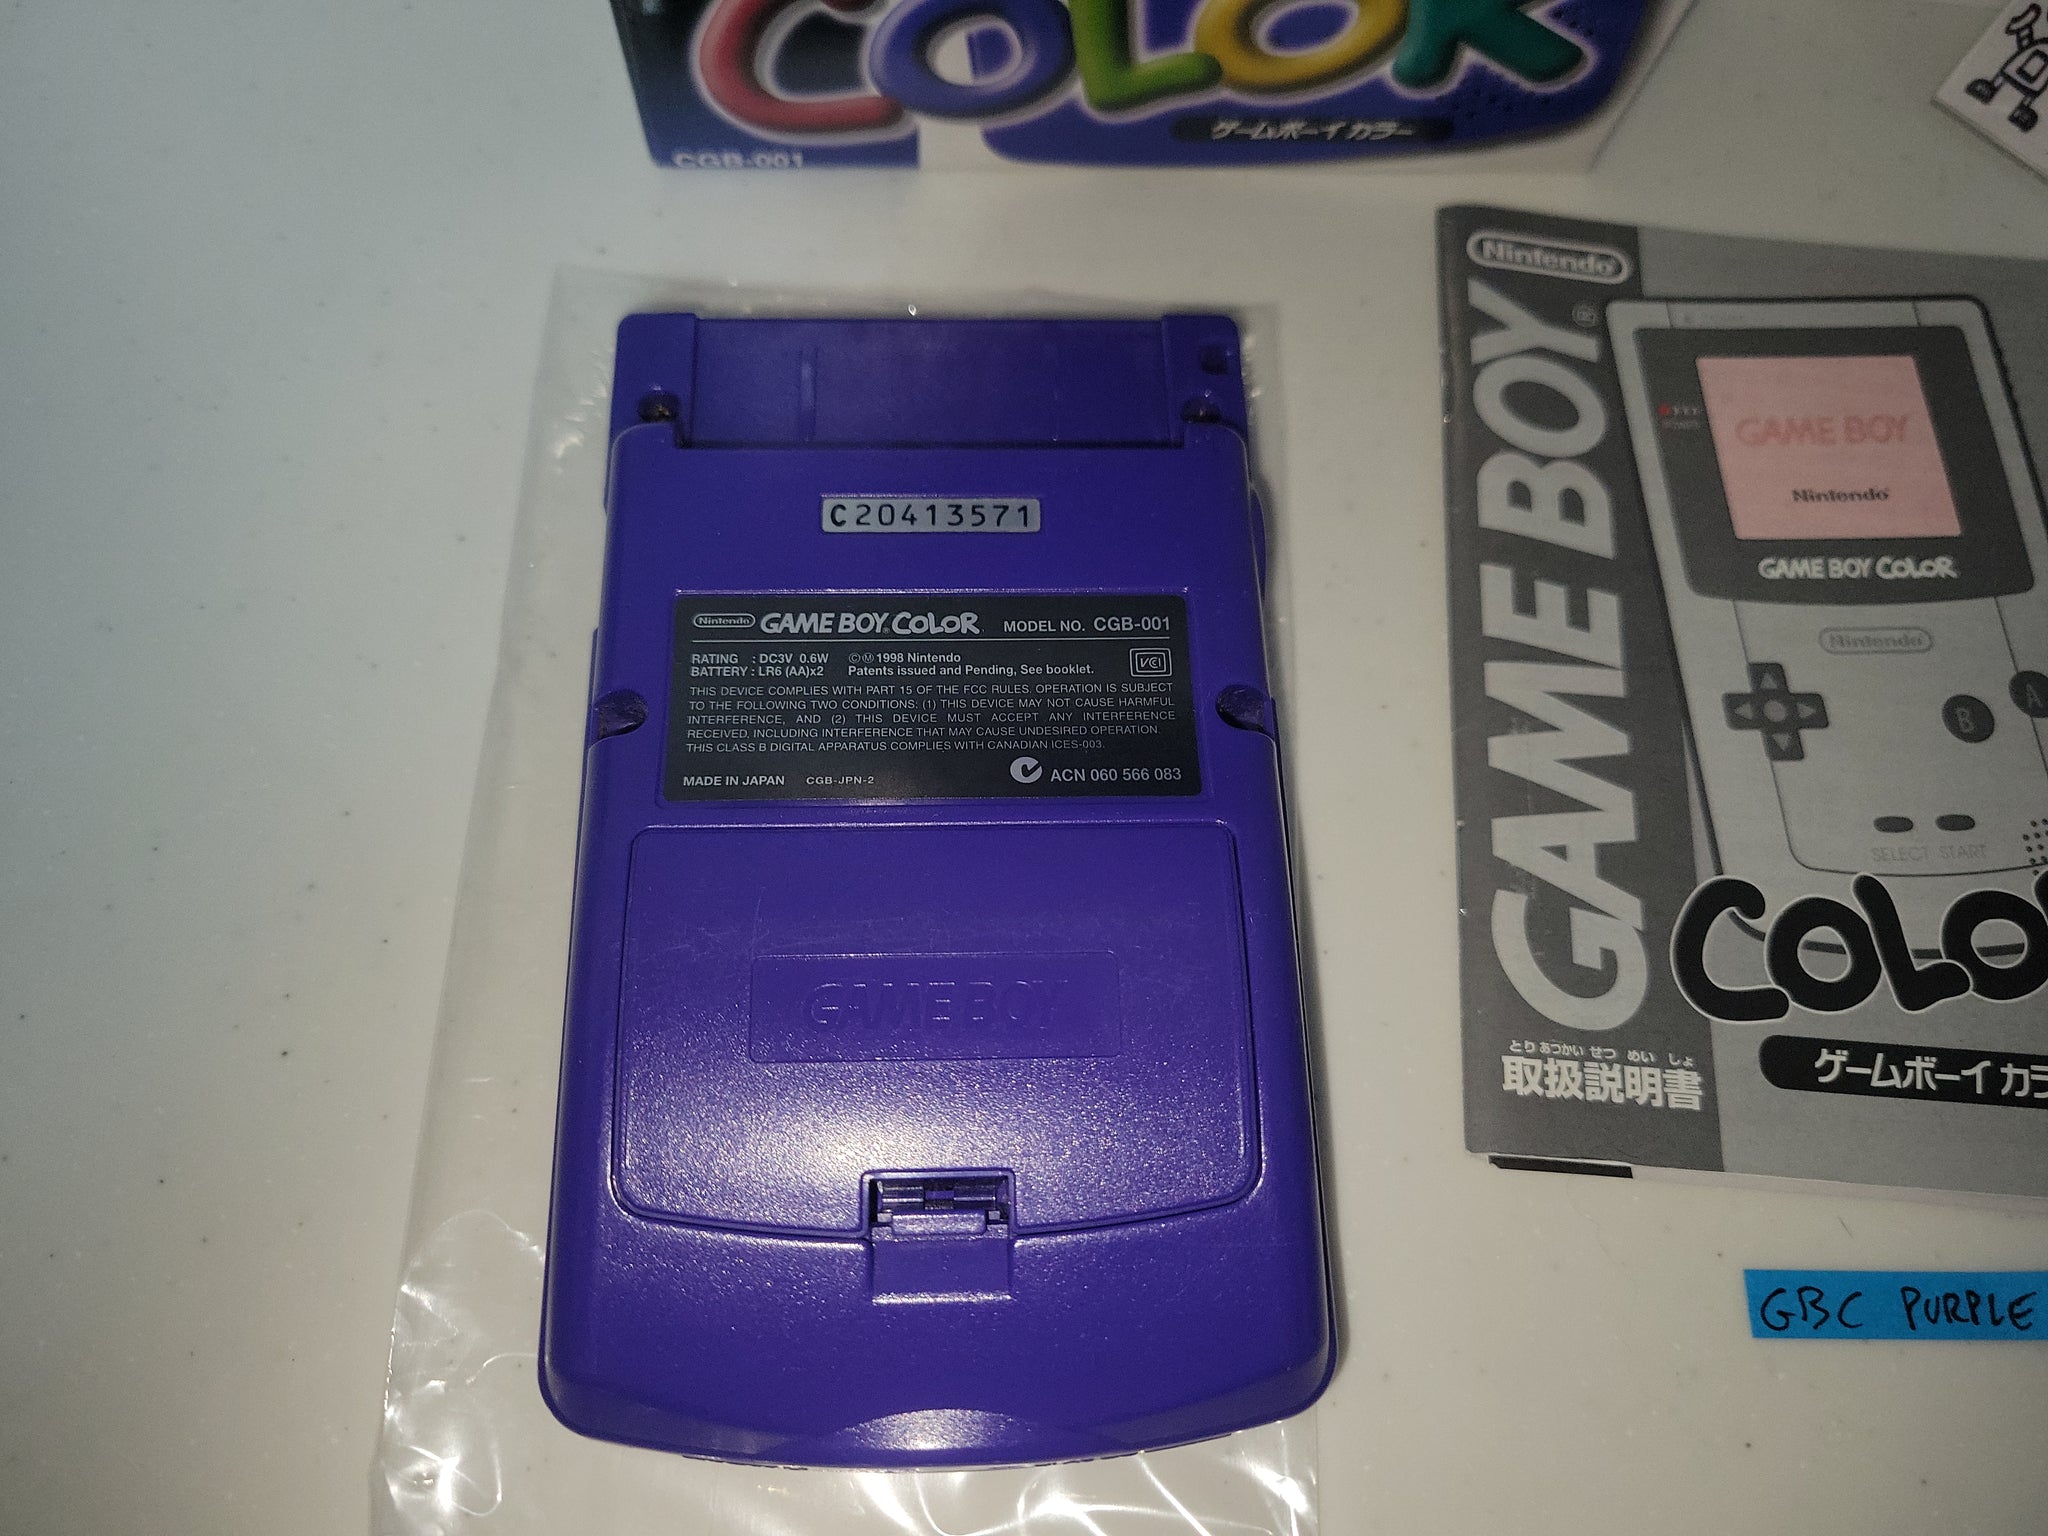 COLOR
ゲームボーイカラー
CGB-001
C20413571
Nintendo GAME BOY COLOR MODEL NO. CGB-001
RATING : DC3V 0.6W ©Ⓜ 1998 Nintendo
BATTERY : LR6 (AA)x2 Patents issued and Pending, See booklet.
VCI
THIS DEVICE COMPLIES WITH PART 15 OF THE FCC RULES. OPERATION IS SUBJECT
TO THE FOLLOWING TWO CONDITIONS: (1) THIS DEVICE MAY NOT CAUSE HARMFUL
INTERFERENCE, AND (2) THIS DEVICE MUST ACCEPT ANY INTERFERENCE
RECEIVED, INCLUDING INTERFERENCE THAT MAY CAUSE UNDESIRED OPERATION.
THIS CLASS B DIGITAL APPARATUS COMPLIES WITH CANADIAN ICES-003.
MADE IN JAPAN CGB-JPN-2 ACN 060 566 083
GAME BOY
Nintendo
GAME BOY
GAME BOY
Nintendo
GAME BOY COLOR
Nintendo
B A
SELECT START
COLO
ゲームボーイカラ
とりあつかいせつめいしょ
取扱説明書
GBC PURPLE